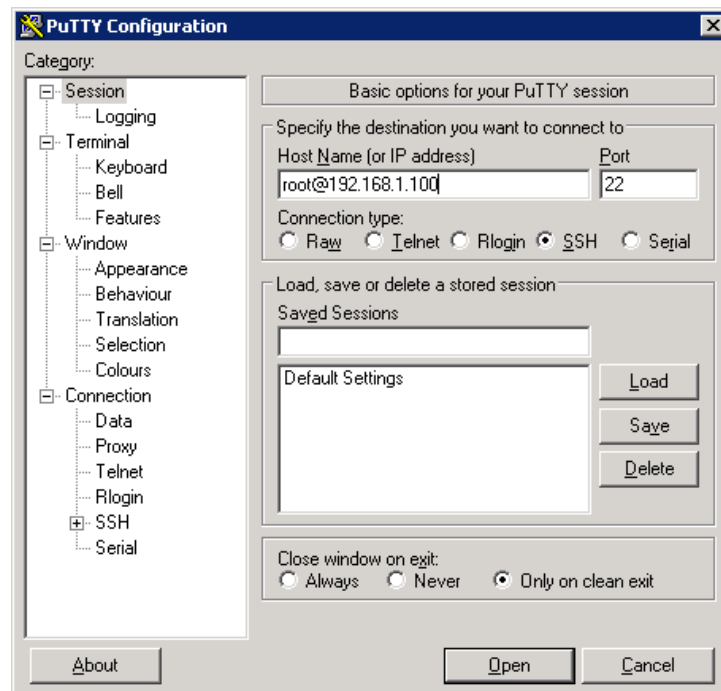 PuTTY Configuration
Category:
Session
Logging
Terminal
Keyboard
Bell
Features
Window
Appearance
Behaviour
Translation
Selection
Colours
Connection
Data
Proxy
Telnet
Rlogin
SSH
Serial
Basic options for your PuTTY session
Specify the destination you want to connect to
Host Name (or IP address) Port
root@192.168.1.100 22
Connection type:
Raw Telnet Rlogin SSH Serial
Load, save or delete a stored session
Saved Sessions
Default Settings
Load
Save
Delete
Close window on exit:
Always Never Only on clean exit
About Open Cancel